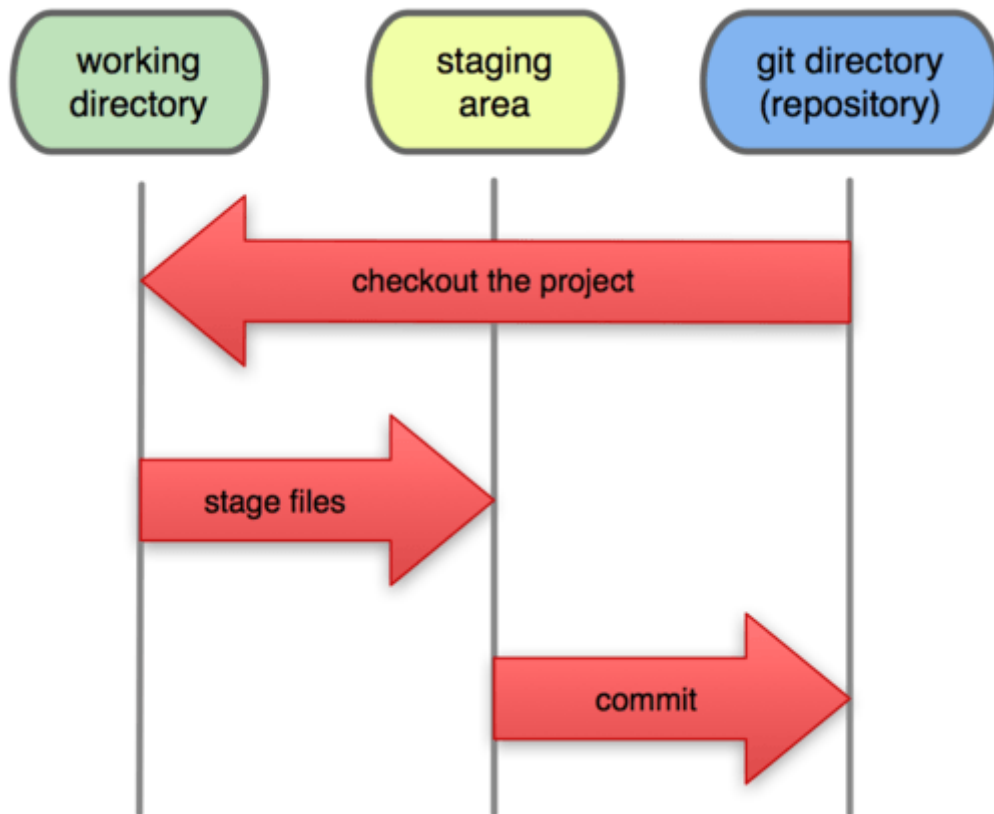 working
directory
staging
area
git directory
(repository)
checkout the project
stage files
commit